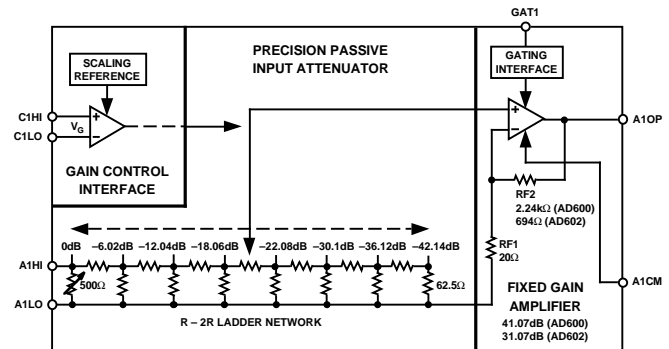 GAT1
PRECISION PASSIVE
INPUT ATTENUATOR
SCALING
REFERENCE
GATING
INTERFACE
C1HI
C1LO
VG
+
–
+
–
A1OP
GAIN CONTROL
INTERFACE
RF2
2.24kΩ (AD600)
694Ω (AD602)
RF1
20Ω
0dB –6.02dB –12.04dB –18.06dB –22.08dB –30.1dB –36.12dB –42.14dB
A1HI
500Ω
62.5Ω
A1LO
A1CM
R – 2R LADDER NETWORK
FIXED GAIN
AMPLIFIER
41.07dB (AD600)
31.07dB (AD602)